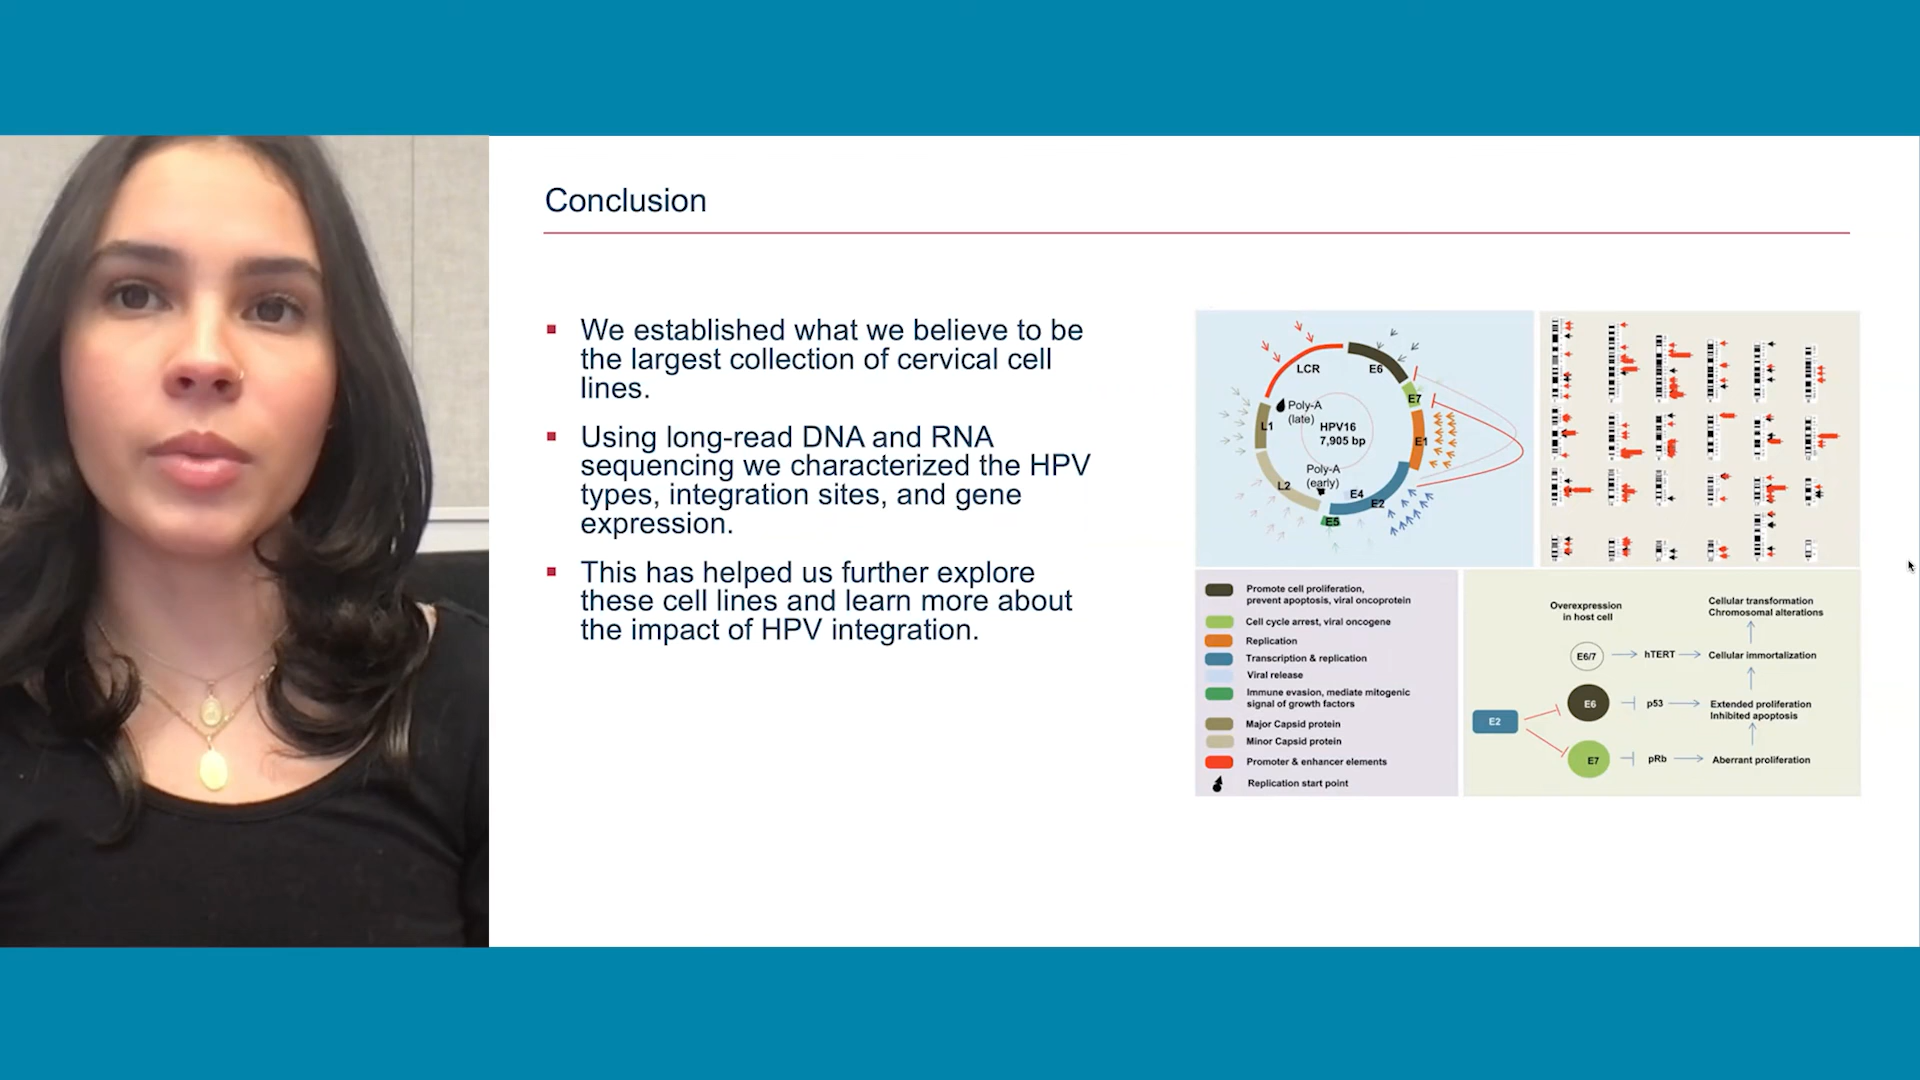 Conclusion
We established what we believe to be
the largest collection of cervical cell
lines.
Using long-read DNA and RNA
sequencing we characterized the HPV
types, integration sites, and gene
expression.
This has helped us further explore
these cell lines and learn more about
the impact of HPV integration.
LCR
E6
E7
Poly-A
(late)
L1
HPV16
7,905 bp
E1
Poly-A
(early)
L2
E4
E2
E5
Promote cell proliferation,
prevent apoptosis, viral oncoprotein
Cell cycle arrest, viral oncogene
Replication
Transcription & replication
Viral release
Immune evasion, mediate mitogenic
signal of growth factors
Major Capsid protein
Minor Capsid protein
Promoter & enhancer elements
Replication start point
Overexpression
in host cell
Cellular transformation
Chromosomal alterations
E6/7
hTERT
Cellular immortalization
E6
p53
Extended proliferation
Inhibited apoptosis
E2
E7
pRb
Aberrant proliferation